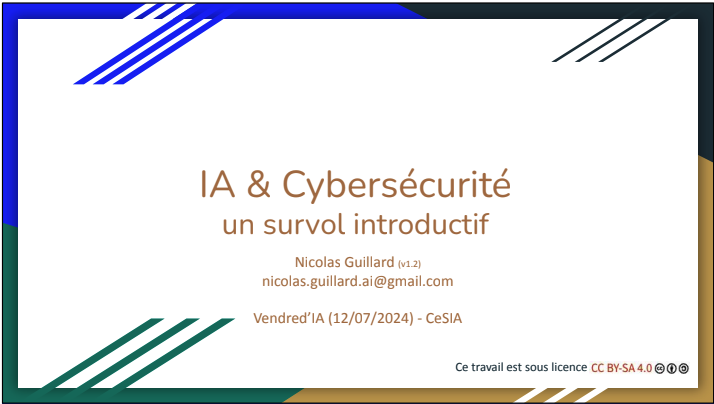 IA & Cybersécurité
un survol introductif
Nicolas Guillard (v1.2)
nicolas.guillard.ai@gmail.com
Vendred’IA (12/07/2024) - CeSIA
Ce travail est sous licence CC BY-SA 4.0